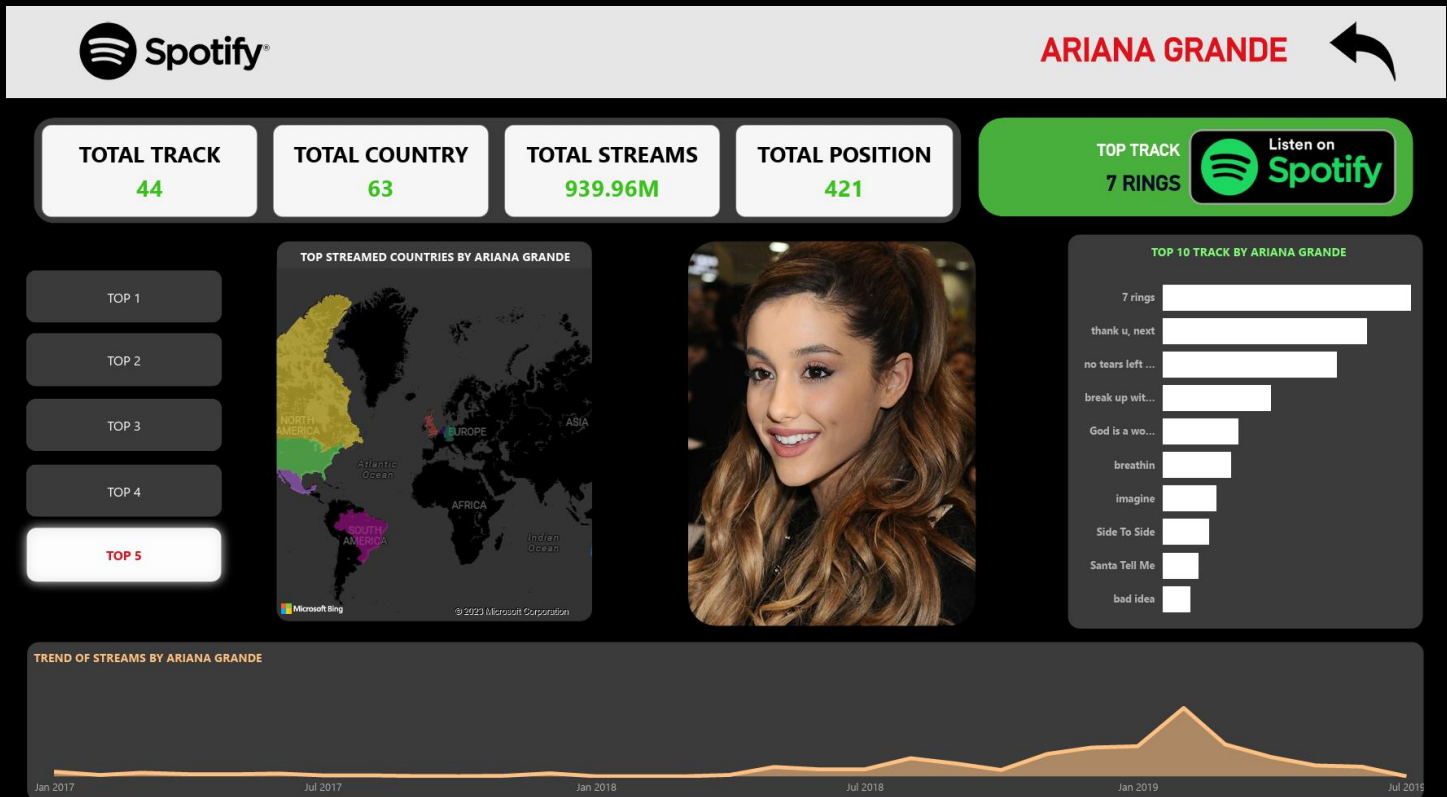 Spotify®
ARIANA GRANDE
TOTAL TRACK
44
TOTAL COUNTRY
63
TOTAL STREAMS
939.96M
TOTAL POSITION
421
TOP TRACK
7 RINGS
Listen on
Spotify
TOP 1
TOP 2
TOP 3
TOP 4
TOP 5
TOP STREAMED COUNTRIES BY ARIANA GRANDE
NORTH
AMERICA
EUROPE
ASIA
Atlantic
Ocean
AFRICA
SOUTH
AMERICA
Indian
Ocean
Microsoft Bing
© 2023 Microsoft Corporation
TOP 10 TRACK BY ARIANA GRANDE
7 rings
thank u, next
no tears left ...
break up wit...
God is a wo...
breathin
imagine
Side To Side
Santa Tell Me
bad idea
TREND OF STREAMS BY ARIANA GRANDE
Jan 2017
Jul 2017
Jan 2018
Jul 2018
Jan 2019
Jul 2019